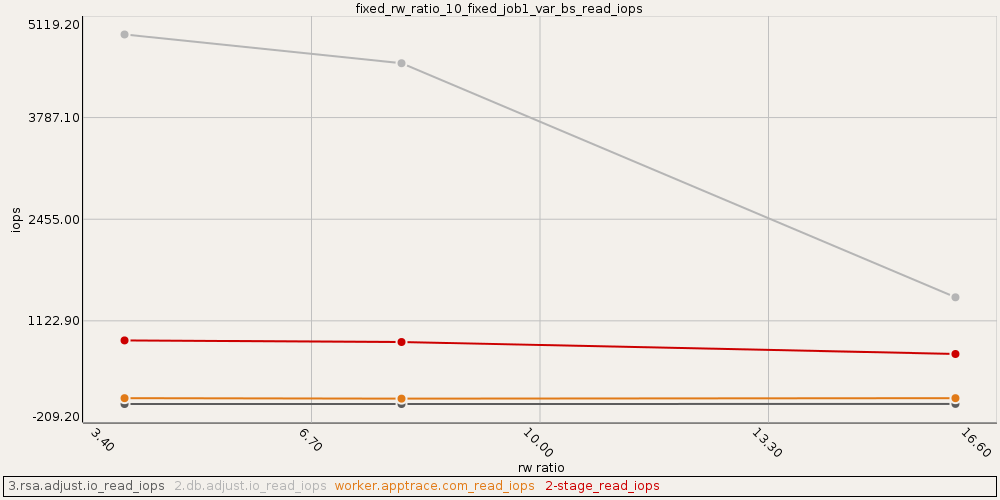 fixed_rw_ratio_10_fixed_job1_var_bs_read_iops
5119.20
3787.10
2455.00
1122.90
-209.20
iops
3.40 6.70 10.00 13.30 16.60
rw ratio
3.rsa.adjust.io_read_iops 2.db.adjust.io_read_iops worker.apptrace.com_read_iops 2-stage_read_iops